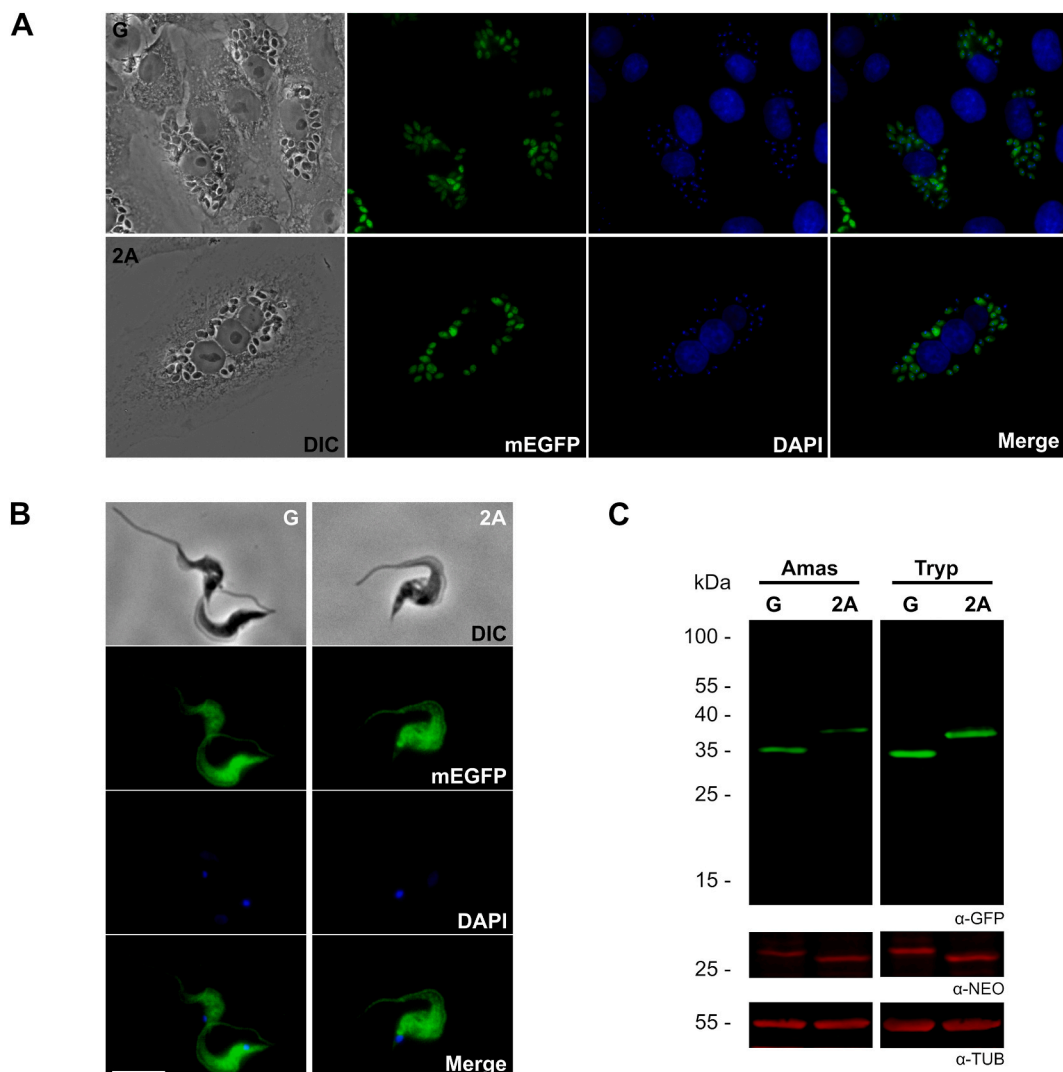 A
G
2A
DIC
mEGFP
DAPI
Merge
B
G
2A
DIC
mEGFP
DAPI
Merge
C
kDa
Amas
Tryp
G
2A
G
2A
100 -
55 -
40 -
35 -
25 -
15 -
α-GFP
25 -
α-NEO
55 -
α-TUB